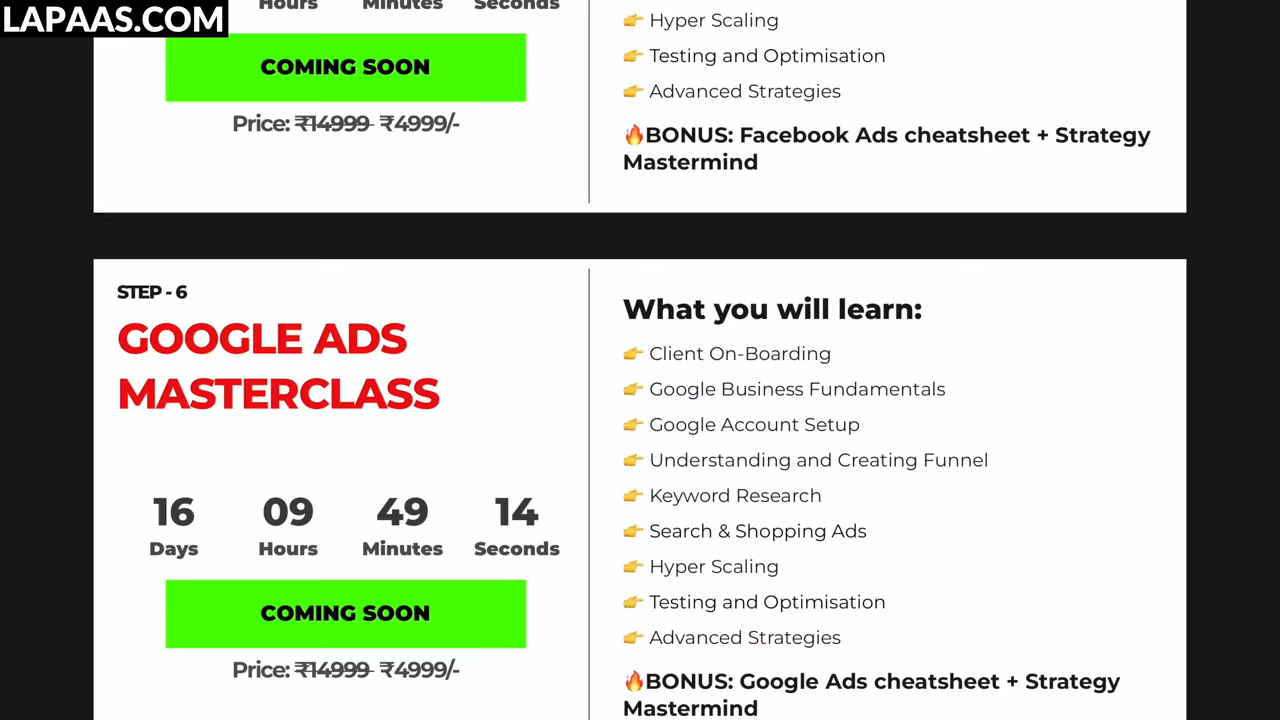 LAPAAS.COM
Hours Minutes Seconds
COMING SOON
Price: ₹14999 ₹4999/-
👉 Hyper Scaling
👉 Testing and Optimisation
👉 Advanced Strategies
🔥BONUS: Facebook Ads cheatsheet + Strategy
Mastermind
STEP - 6
GOOGLE ADS
MASTERCLASS
16 09 49 14
Days Hours Minutes Seconds
COMING SOON
Price: ₹14999 ₹4999/-
What you will learn:
👉 Client On-Boarding
👉 Google Business Fundamentals
👉 Google Account Setup
👉 Understanding and Creating Funnel
👉 Keyword Research
👉 Search & Shopping Ads
👉 Hyper Scaling
👉 Testing and Optimisation
👉 Advanced Strategies
🔥BONUS: Google Ads cheatsheet + Strategy
Mastermind